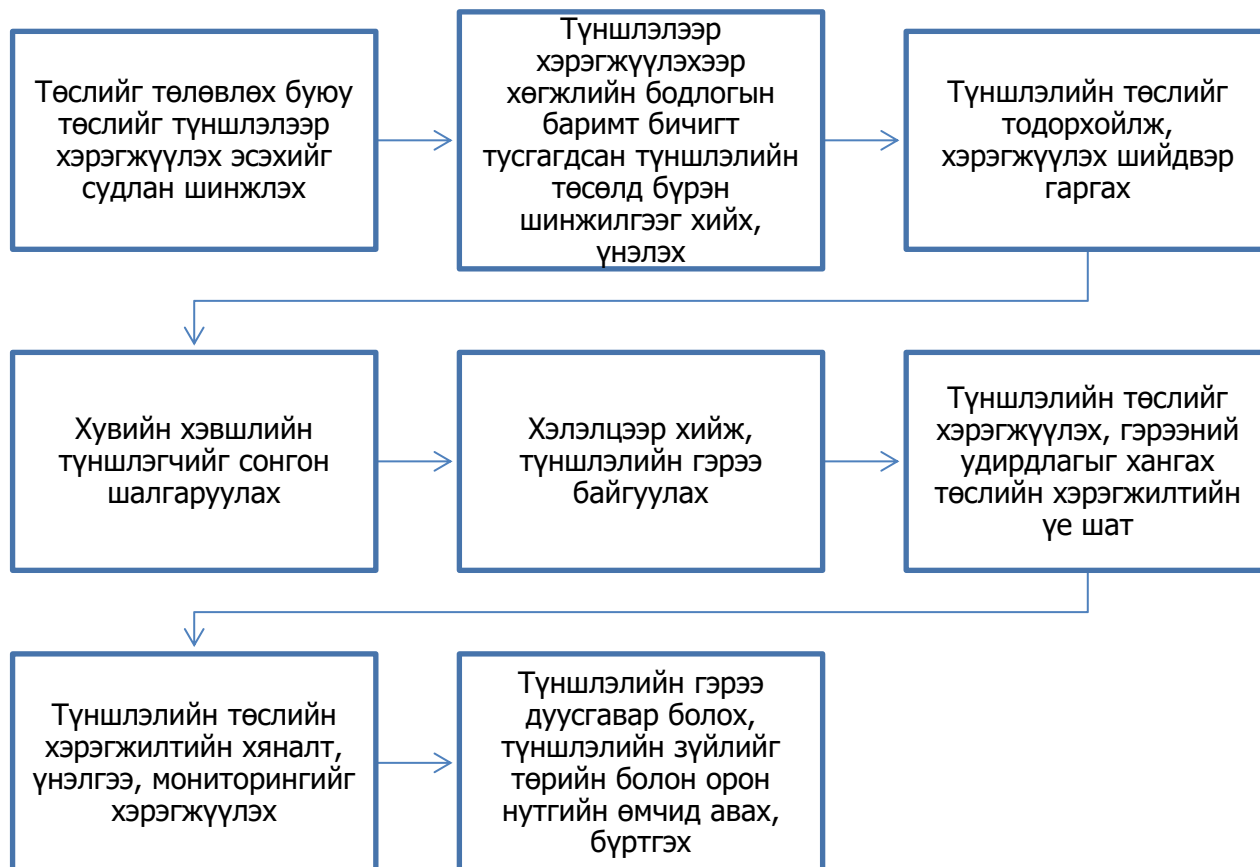 Төслийг төлөвлөх буюу
төслийг түншлэлээр
хэрэгжүүлэх эсэхийг
судлан шинжлэх
Түншлэлээр
хэрэгжүүлэхээр
хөгжлийн бодлогын
баримт бичигт
тусгагдсан түншлэлийн
төсөлд бүрэн
шинжилгээг хийх,
үнэлэх
Түншлэлийн төслийг
тодорхойлж,
хэрэгжүүлэх шийдвэр
гаргах
Хувийн хэвшлийн
түншлэгчийг сонгон
шалгаруулах
Хэлэлцээр хийж,
түншлэлийн гэрээ
байгуулах
Түншлэлийн төслийг
хэрэгжүүлэх, гэрээний
удирдлагыг хангах
төслийн хэрэгжилтийн
үе шат
Түншлэлийн төслийн
хэрэгжилтийн хяналт,
үнэлгээ, мониторингийг
хэрэгжүүлэх
Түншлэлийн гэрээ
дуусгавар болох,
түншлэлийн зүйлийг
төрийн болон орон
нутгийн өмчид авах,
бүртгэх